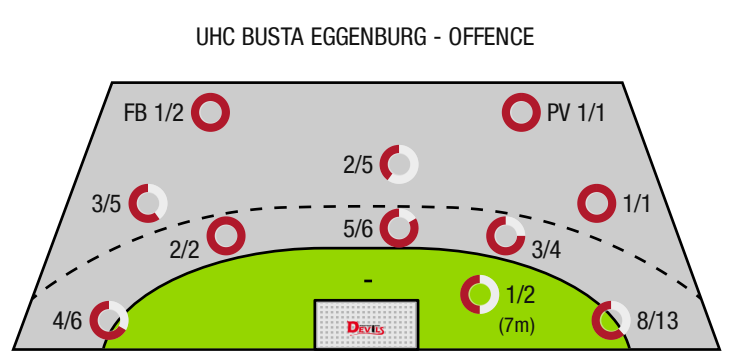 UHC BUSTA EGGENBURG - OFFENCE
FB 1/2
PV 1/1
2/5
3/5
1/1
5/6
2/2
3/4
-
1/2
(7m)
4/6
8/13
DEVILS